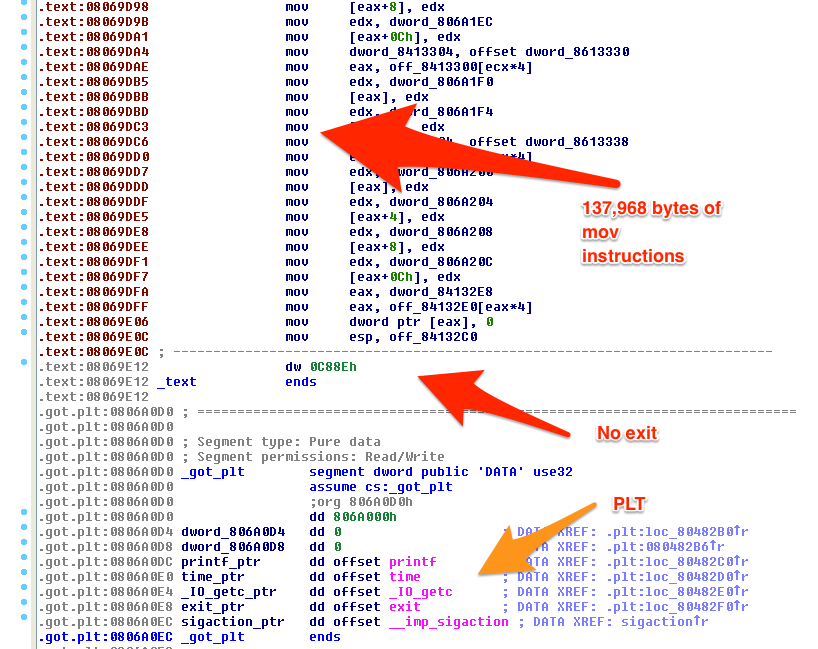 .text:08069D98 mov [eax+8], edx
.text:08069D9B mov edx, dword_806A1EC
.text:08069DA1 mov [eax+0Ch], edx
.text:08069DA4 mov dword_8413304, offset dword_8613330
.text:08069DAE mov eax, off_8413300[ecx*4]
.text:08069DB5 mov edx, dword_806A1F0
.text:08069DBB mov [eax], edx
.text:08069DBD mov edx, dword_806A1F4
.text:08069DC3 mov edx
.text:08069DC6 mov , offset dword_8613338
.text:08069DD0 mov
.text:08069DD7 mov edx,
.text:08069DDD mov [eax], edx
.text:08069DDF mov edx, dword_806A204
.text:08069DE5 mov [eax+4], edx
.text:08069DE8 mov edx, dword_806A208
.text:08069DEE mov [eax+8], edx
.text:08069DF1 mov edx, dword_806A20C
.text:08069DF7 mov [eax+0Ch], edx
.text:08069DFA mov eax, dword_84132E8
.text:08069DFF mov eax, off_84132E0[eax*4]
.text:08069E06 mov dword ptr [eax], 0
.text:08069E0C mov esp, off_84132C0
.text:08069E0C ; ---------------------------------------------------------------------------
.text:08069E12 dw 0C88Eh
.text:08069E12 _text ends
.text:08069E12
.got.plt:0806A0D0 ; ===========================================================================
.got.plt:0806A0D0
.got.plt:0806A0D0 ; Segment type: Pure data
.got.plt:0806A0D0 ; Segment permissions: Read/Write
.got.plt:0806A0D0 _got_plt segment dword public 'DATA' use32
.got.plt:0806A0D0 assume cs:_got_plt
.got.plt:0806A0D0 ;org 806A0D0h
.got.plt:0806A0D0 dd 806A000h
.got.plt:0806A0D4 dword_806A0D4 dd 0 ; DATA XREF: .plt:loc_80482B0↑r
.got.plt:0806A0D8 dword_806A0D8 dd 0 XREF: .plt:080482B6↑r
.got.plt:0806A0DC printf_ptr dd offset printf XREF: .plt:loc_80482C0↑r
.got.plt:0806A0E0 time_ptr dd offset time ; DATA XREF: .plt:loc_80482D0↑r
.got.plt:0806A0E4 _IO_getc_ptr dd offset _IO_getc ; DATA XREF: .plt:loc_80482E0↑r
.got.plt:0806A0E8 exit_ptr dd offset exit ; DATA XREF: .plt:loc_80482F0↑r
.got.plt:0806A0EC sigaction_ptr dd offset __imp_sigaction ; DATA XREF: sigaction↑r
.got.plt:0806A0EC _got_plt ends
137,968 bytes of
mov
instructions
No exit
PLT